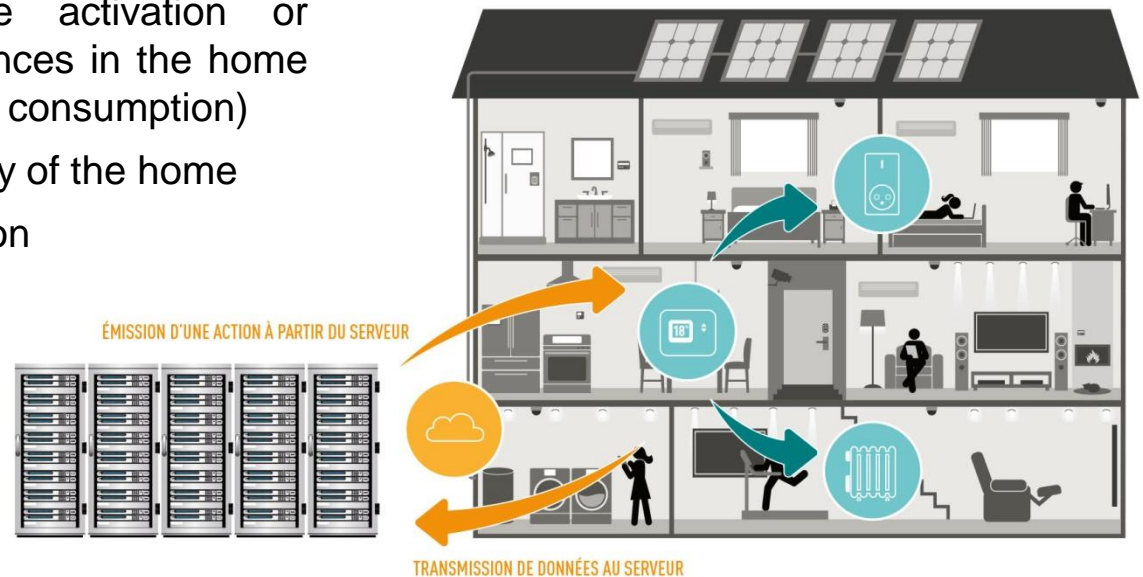 e activation or
nces in the home
consumption)
y of the home
on
ÉMISSION D'UNE ACTION À PARTIR DU SERVEUR
18°
TRANSMISSION DE DONNÉES AU SERVEUR